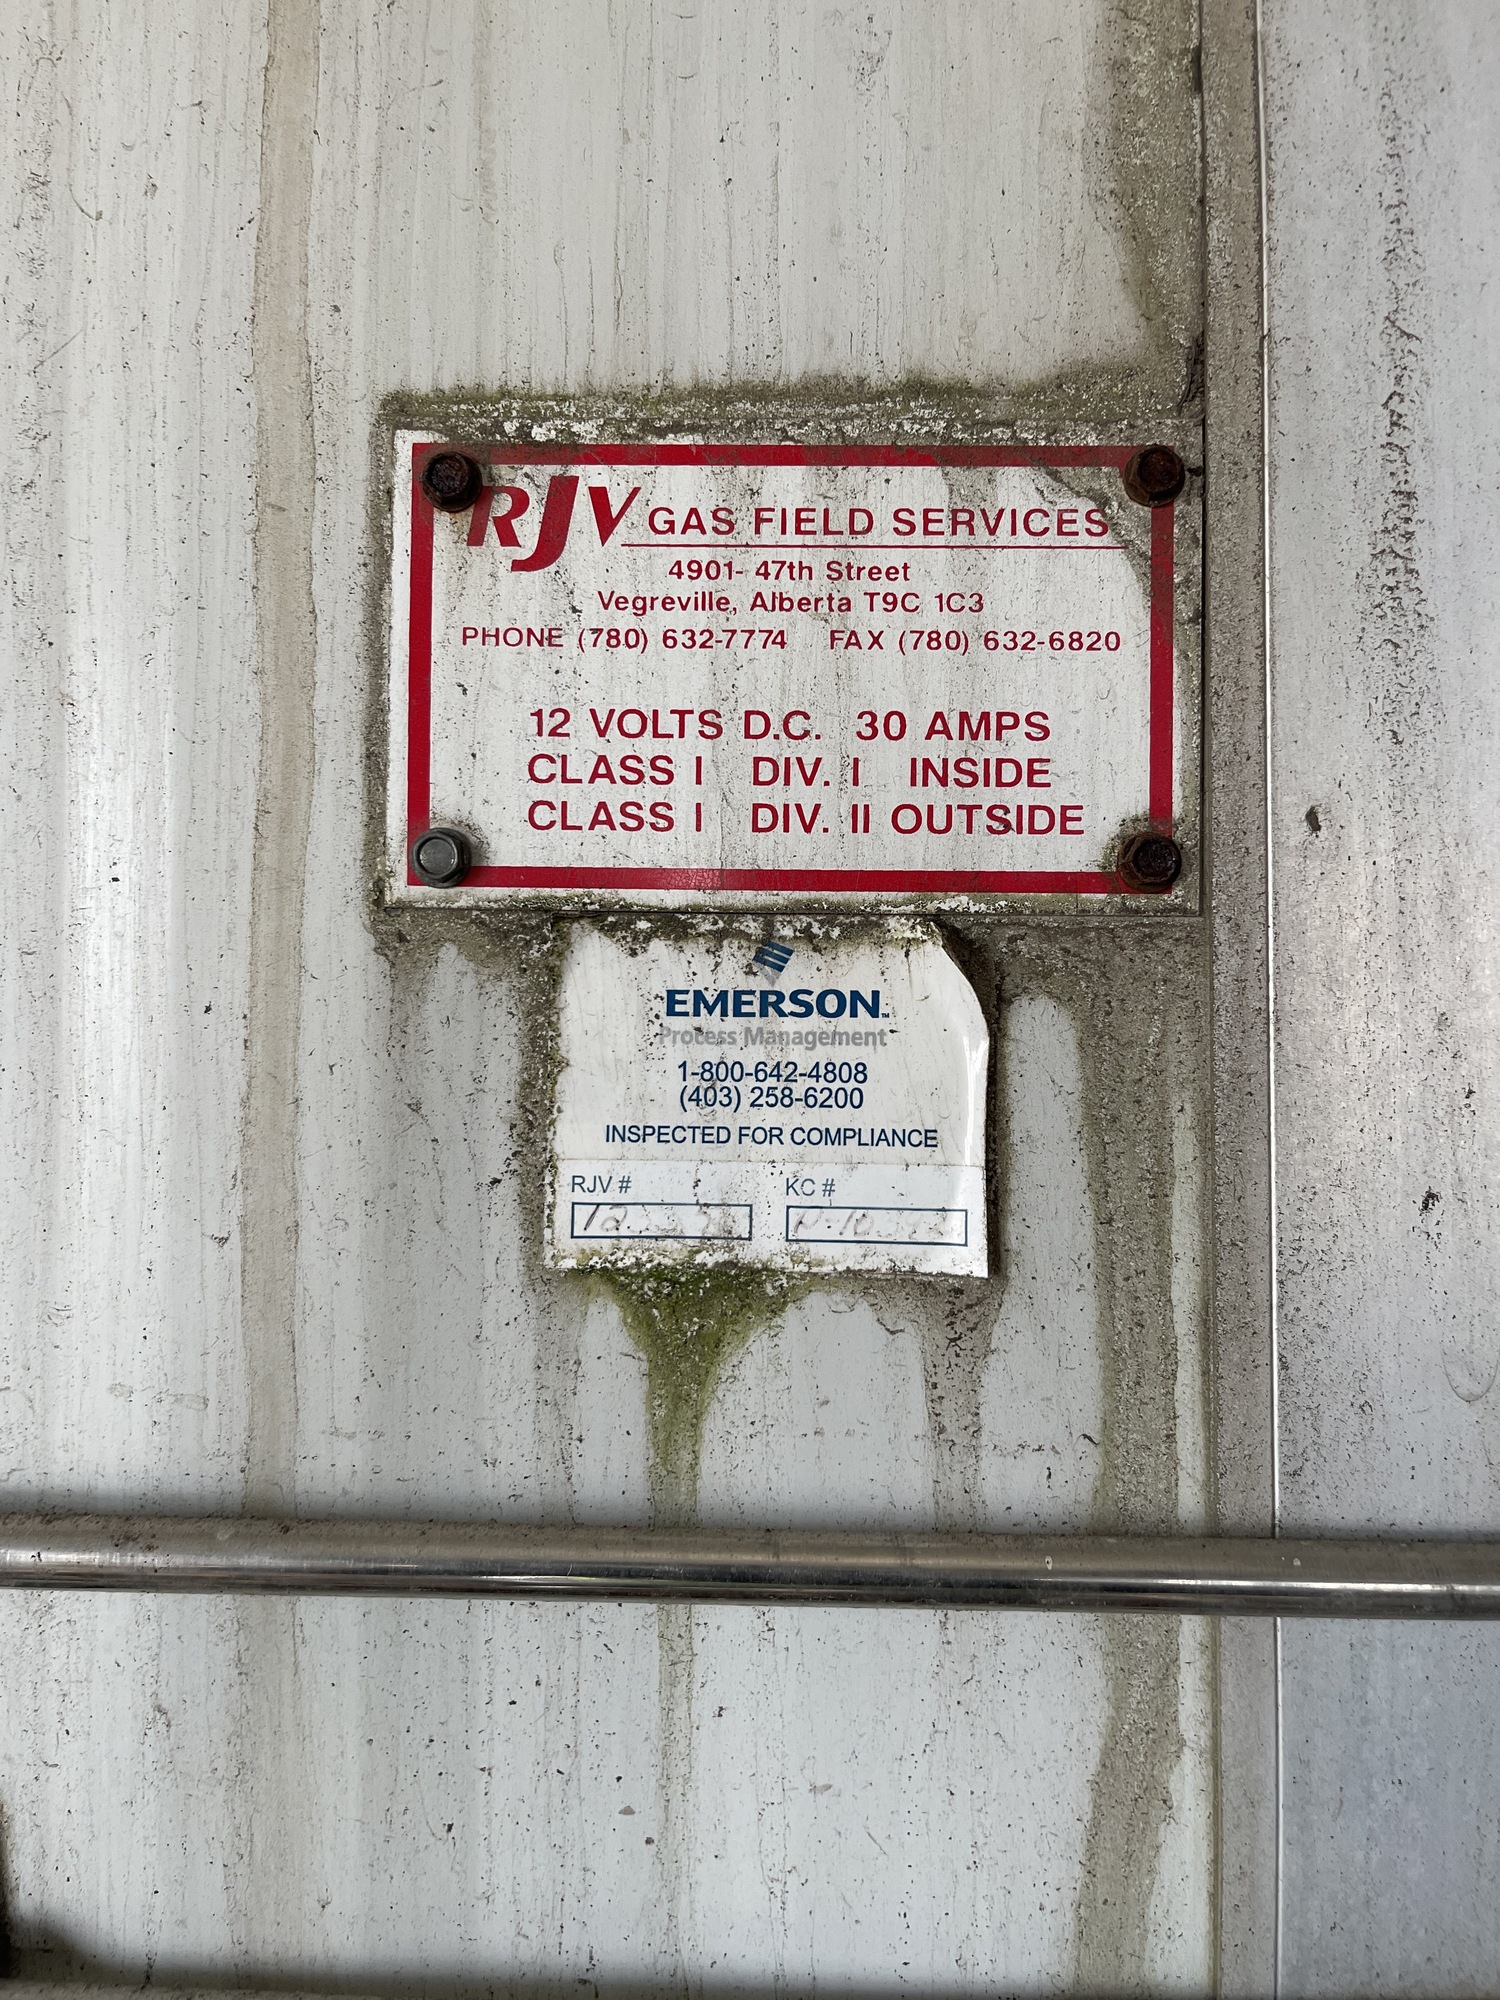 RJV GAS FIELD SERVICES
4901- 47th Street
Vegreville, Alberta T9C 1C3
PHONE (780) 632-7774 FAX (780) 632-6820
12 VOLTS D.C. 30 AMPS
CLASS I DIV. I INSIDE
CLASS I DIV. II OUTSIDE
EMERSON™
Process Management
1-800-642-4808
(403) 258-6200
INSPECTED FOR COMPLIANCE
RJV # KC #